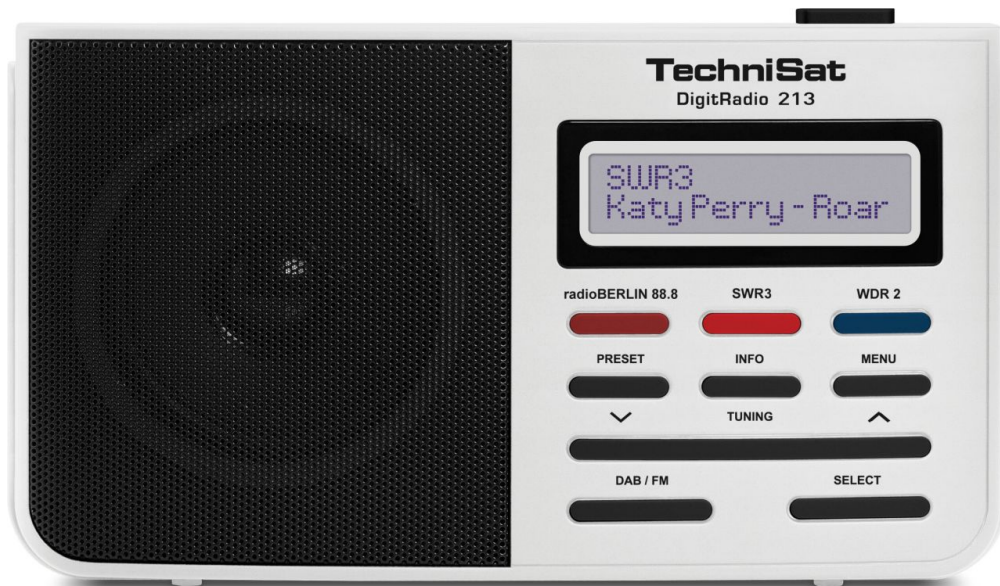 TechniSat
DigitRadio 213
SWR3
Katy Perry - Roar
radioBERLIN 88.8 SWR3 WDR 2
PRESET INFO MENU
TUNING
DAB / FM SELECT